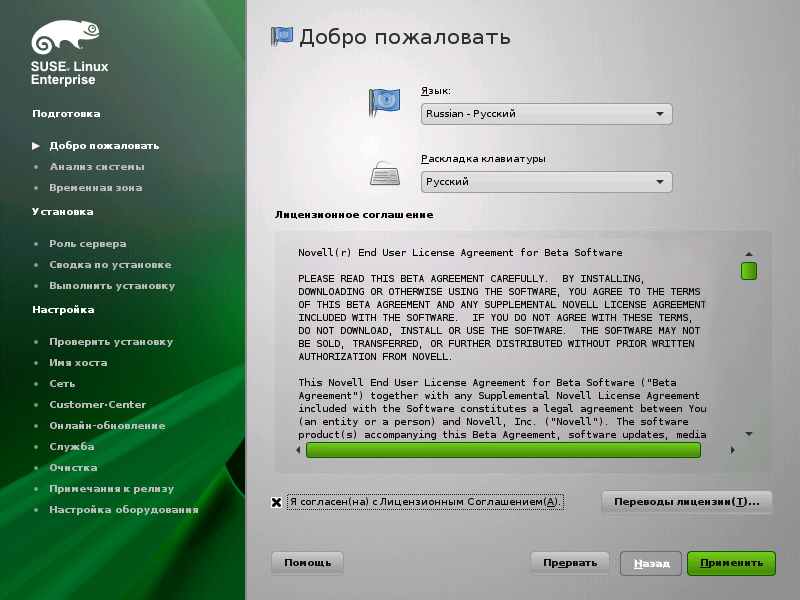 SUSE® Linux
Enterprise
Подготовка
Добро пожаловать
Анализ системы
Временная зона
Установка
Роль сервера
Сводка по установке
Выполнить установку
Настройка
Проверить установку
Имя хоста
Сеть
Customer-Center
Онлайн-обновление
Служба
Очистка
Примечания к релизу
Настройка оборудования
Добро пожаловать
Язык:
Russian - Русский
Раскладка клавиатуры
Русский
Лицензионное соглашение
Novell(r) End User License Agreement for Beta Software
PLEASE READ THIS BETA AGREEMENT CAREFULLY.  BY INSTALLING,
DOWNLOADING OR OTHERWISE USING THE SOFTWARE, YOU AGREE TO THE TERMS
OF THIS BETA AGREEMENT AND ANY SUPPLEMENTAL NOVELL LICENSE AGREEMENT
INCLUDED WITH THE SOFTWARE.  IF YOU DO NOT AGREE WITH THESE TERMS,
DO NOT DOWNLOAD, INSTALL OR USE THE SOFTWARE.  THE SOFTWARE MAY NOT
BE SOLD, TRANSFERRED, OR FURTHER DISTRIBUTED WITHOUT PRIOR WRITTEN
AUTHORIZATION FROM NOVELL.
This Novell End User License Agreement for Beta Software ("Beta
Agreement") together with any Supplemental Novell License Agreement
included with the Software constitutes a legal agreement between You
(an entity or a person) and Novell, Inc. ("Novell"). The software
product(s) accompanying this Beta Agreement, software updates, media
Я согласен(на) с Лицензионным Соглашением(А).
Переводы лицензии(Т)...
Помощь
Прервать
Назад
Применить